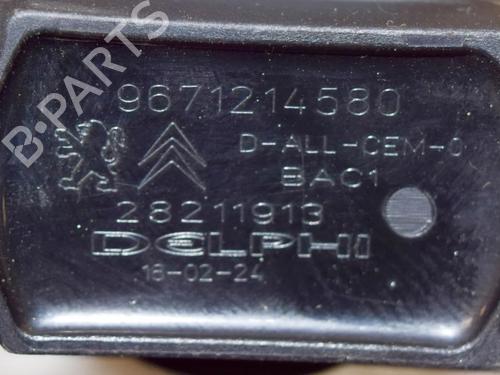 B-PARTS
9671214580
D-ALL-CEM-0
BAC1
28211913
DELPHI
16-02-24